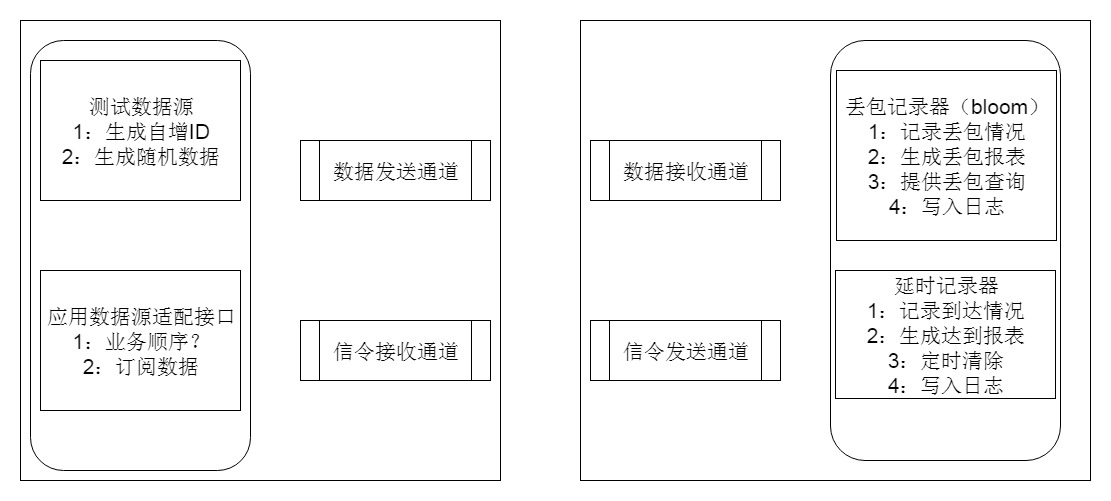 测试数据源
1：生成自增ID
2：生成随机数据
应用数据源适配接口
1：业务顺序？
2：订阅数据
数据发送通道
信令接收通道
数据接收通道
信令发送通道
丢包记录器（bloom）
1：记录丢包情况
2：生成丢包报表
3：提供丢包查询
4：写入日志
延时记录器
1：记录到达情况
2：生成达到报表
3：定时清除
4：写入日志